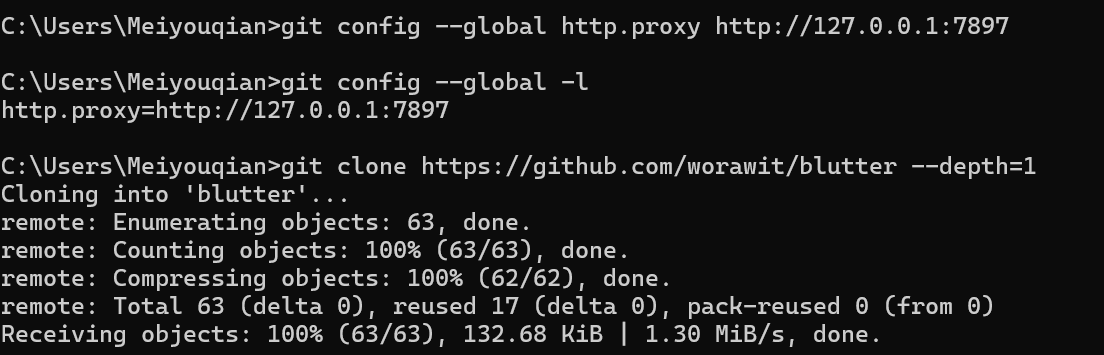 C:\Users\Meiyouqian>git config --global http.proxy http://127.0.0.1:7897
C:\Users\Meiyouqian>git config --global -l
http.proxy=http://127.0.0.1:7897
C:\Users\Meiyouqian>git clone https://github.com/worawit/blutter --depth=1
Cloning into 'blutter'...
remote: Enumerating objects: 63, done.
remote: Counting objects: 100% (63/63), done.
remote: Compressing objects: 100% (62/62), done.
remote: Total 63 (delta 0), reused 17 (delta 0), pack-reused 0 (from 0)
Receiving objects: 100% (63/63), 132.68 KiB | 1.30 MiB/s, done.